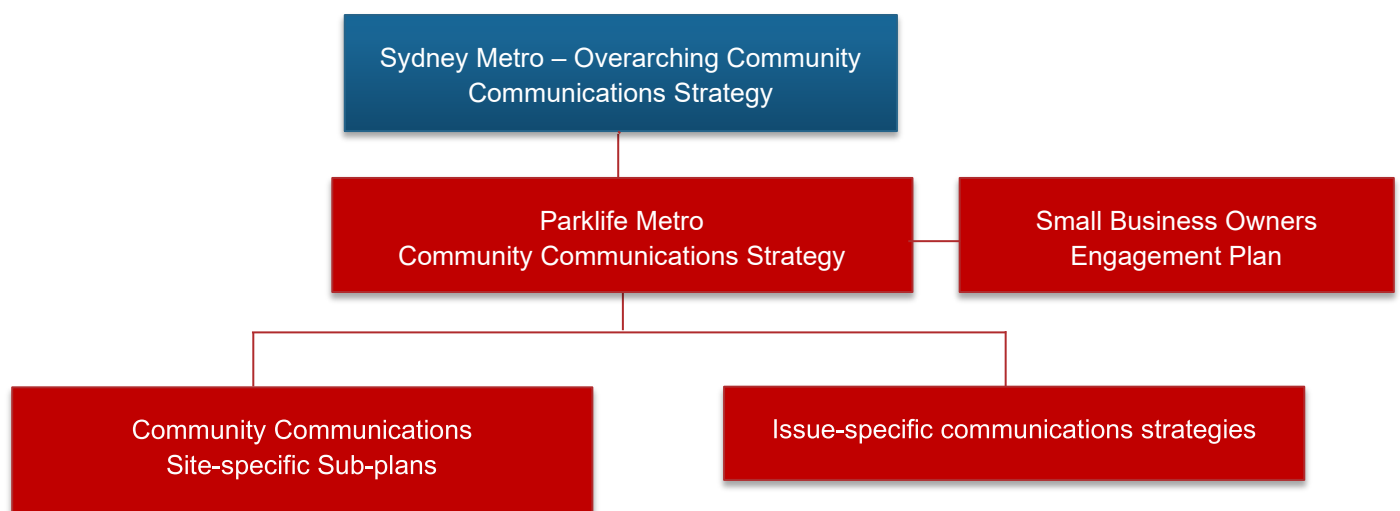 Sydney Metro – Overarching Community
Communications Strategy
Parklife Metro
Community Communications Strategy
Small Business Owners
Engagement Plan
Community Communications
Site-specific Sub-plans
Issue-specific communications strategies